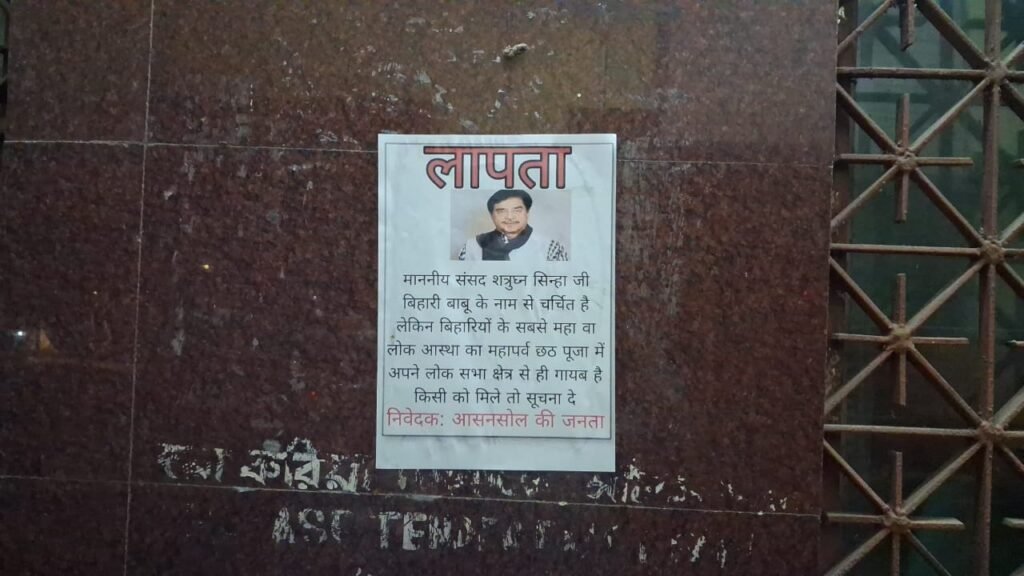 लापता
माननीय संसद शत्रुघ्न सिन्हा जी
बिहारी बाबू के नाम से चर्चित है
लेकिन बिहारियों के सबसे महा वा
लोक आस्था का महापर्व छठ पूजा में
अपने लोक सभा क्षेत्र से ही गायब है
किसी को मिले तो सूचना दे
निवेदक: आसनसोल की जनता